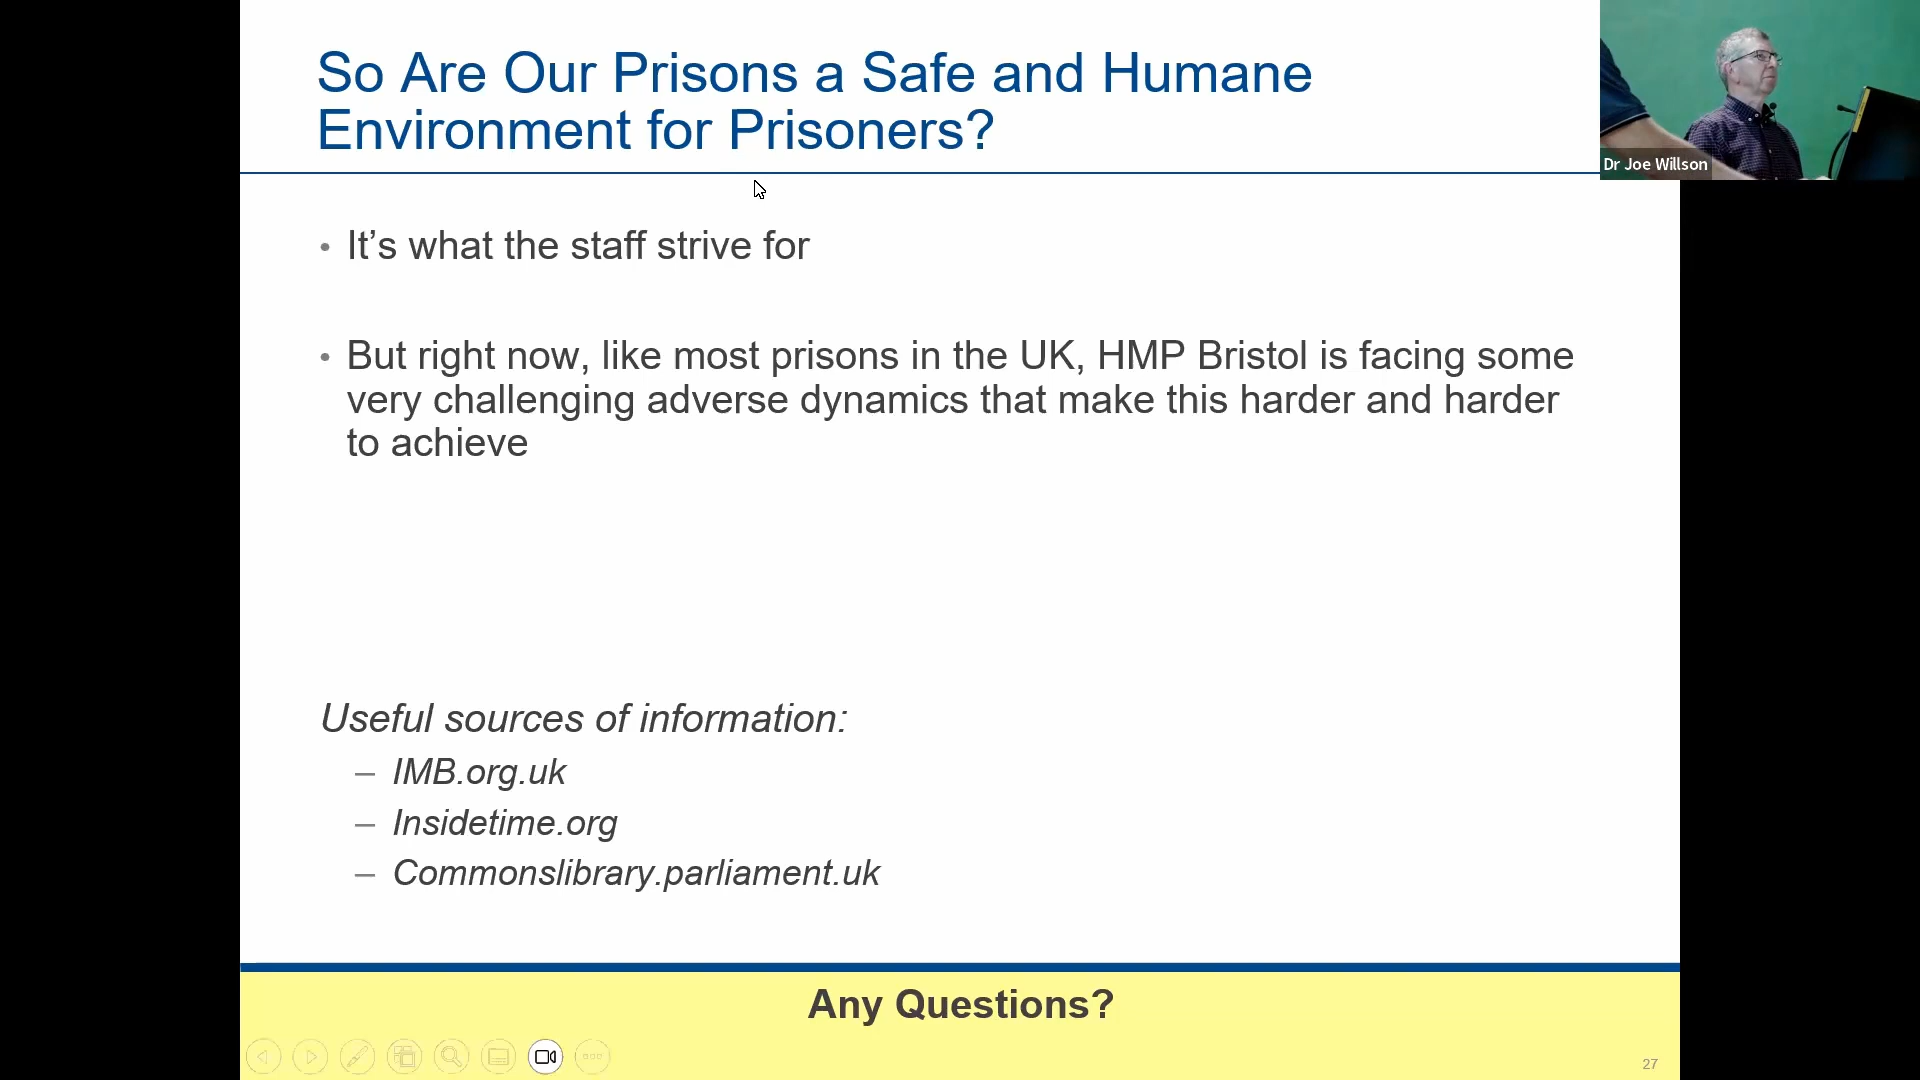 So Are Our Prisons a Safe and Humane
Environment for Prisoners?
Dr Joe Willson
• It’s what the staff strive for
• But right now, like most prisons in the UK, HMP Bristol is facing some
very challenging adverse dynamics that make this harder and harder
to achieve
Useful sources of information:
– IMB.org.uk
– Insidetime.org
– Commonslibrary.parliament.uk
Any Questions?
27